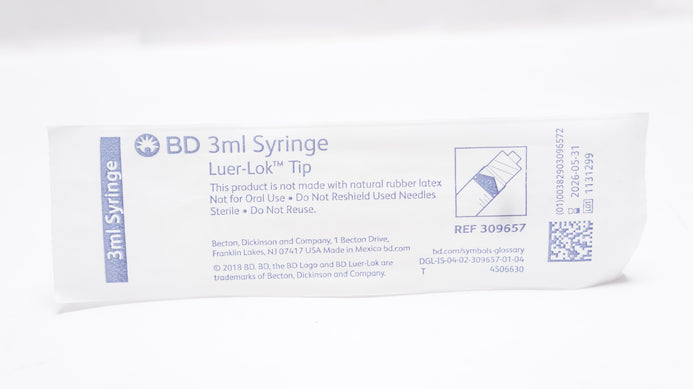 3ml Syringe
BD 3ml Syringe
Luer-Lok™ Tip
This product is not made with natural rubber latex
Not for Oral Use • Do Not Reshield Used Needles
Sterile • Do Not Reuse.
Becton, Dickinson and Company, 1 Becton Drive,
Franklin Lakes, NJ 07417 USA Made in Mexico bd.com
© 2018 BD. BD, the BD Logo and BD Luer-Lok are
trademarks of Becton, Dickinson and Company.
REF 309657
bd.com/symbols-glossary
DGL-IS-04-02-309657-01-04
T 4506630
(01)00382903096572
2026-05-31
LOT 1131299